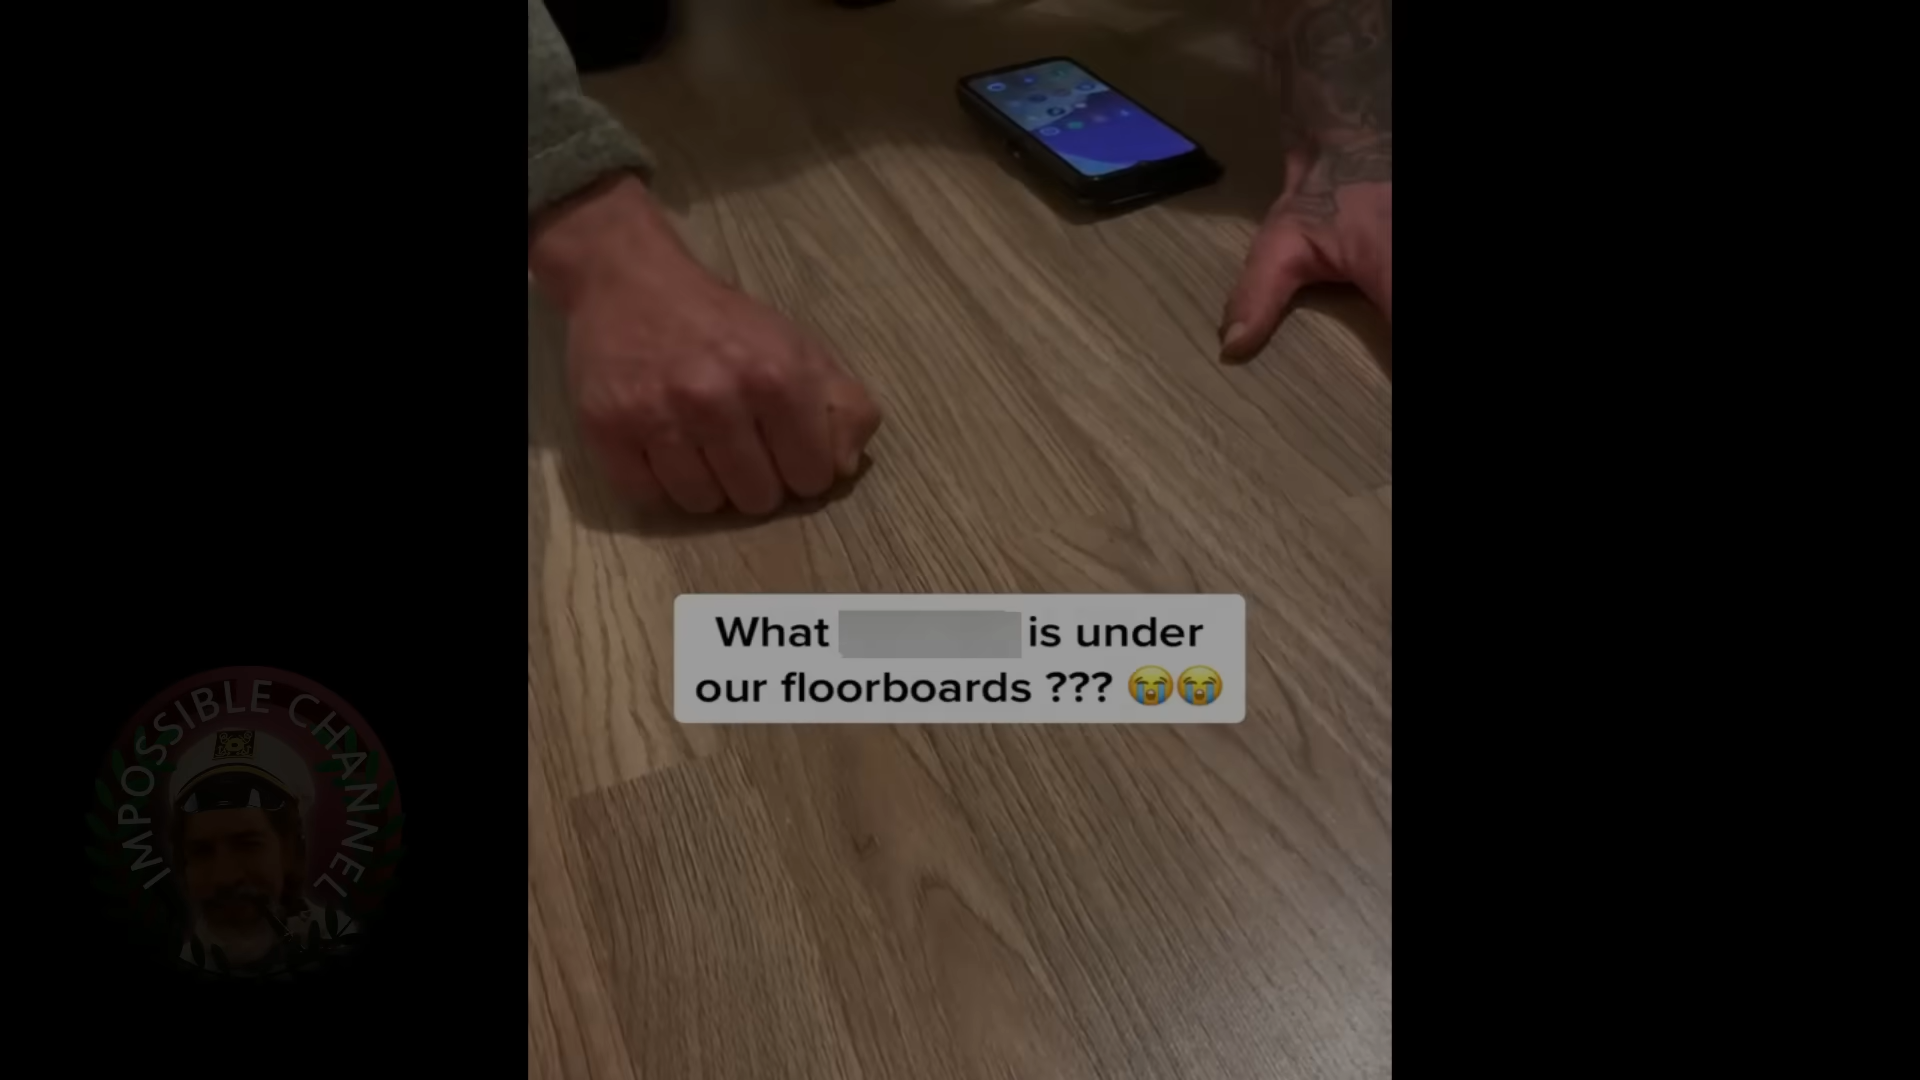 What is under
our floorboards ??? 😭😭
IMPOSSIBLE CHANNEL